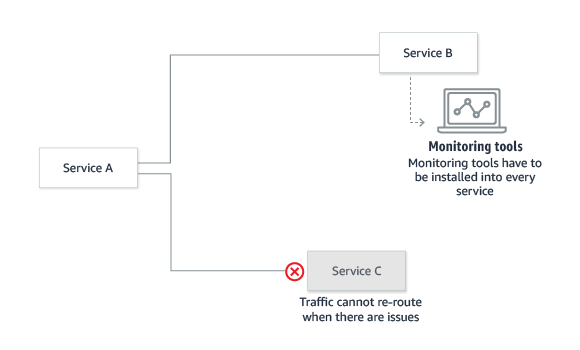 Service B
Monitoring tools
Monitoring tools have to
be installed into every
service
Service A
Service C
Traffic cannot re-route
when there are issues